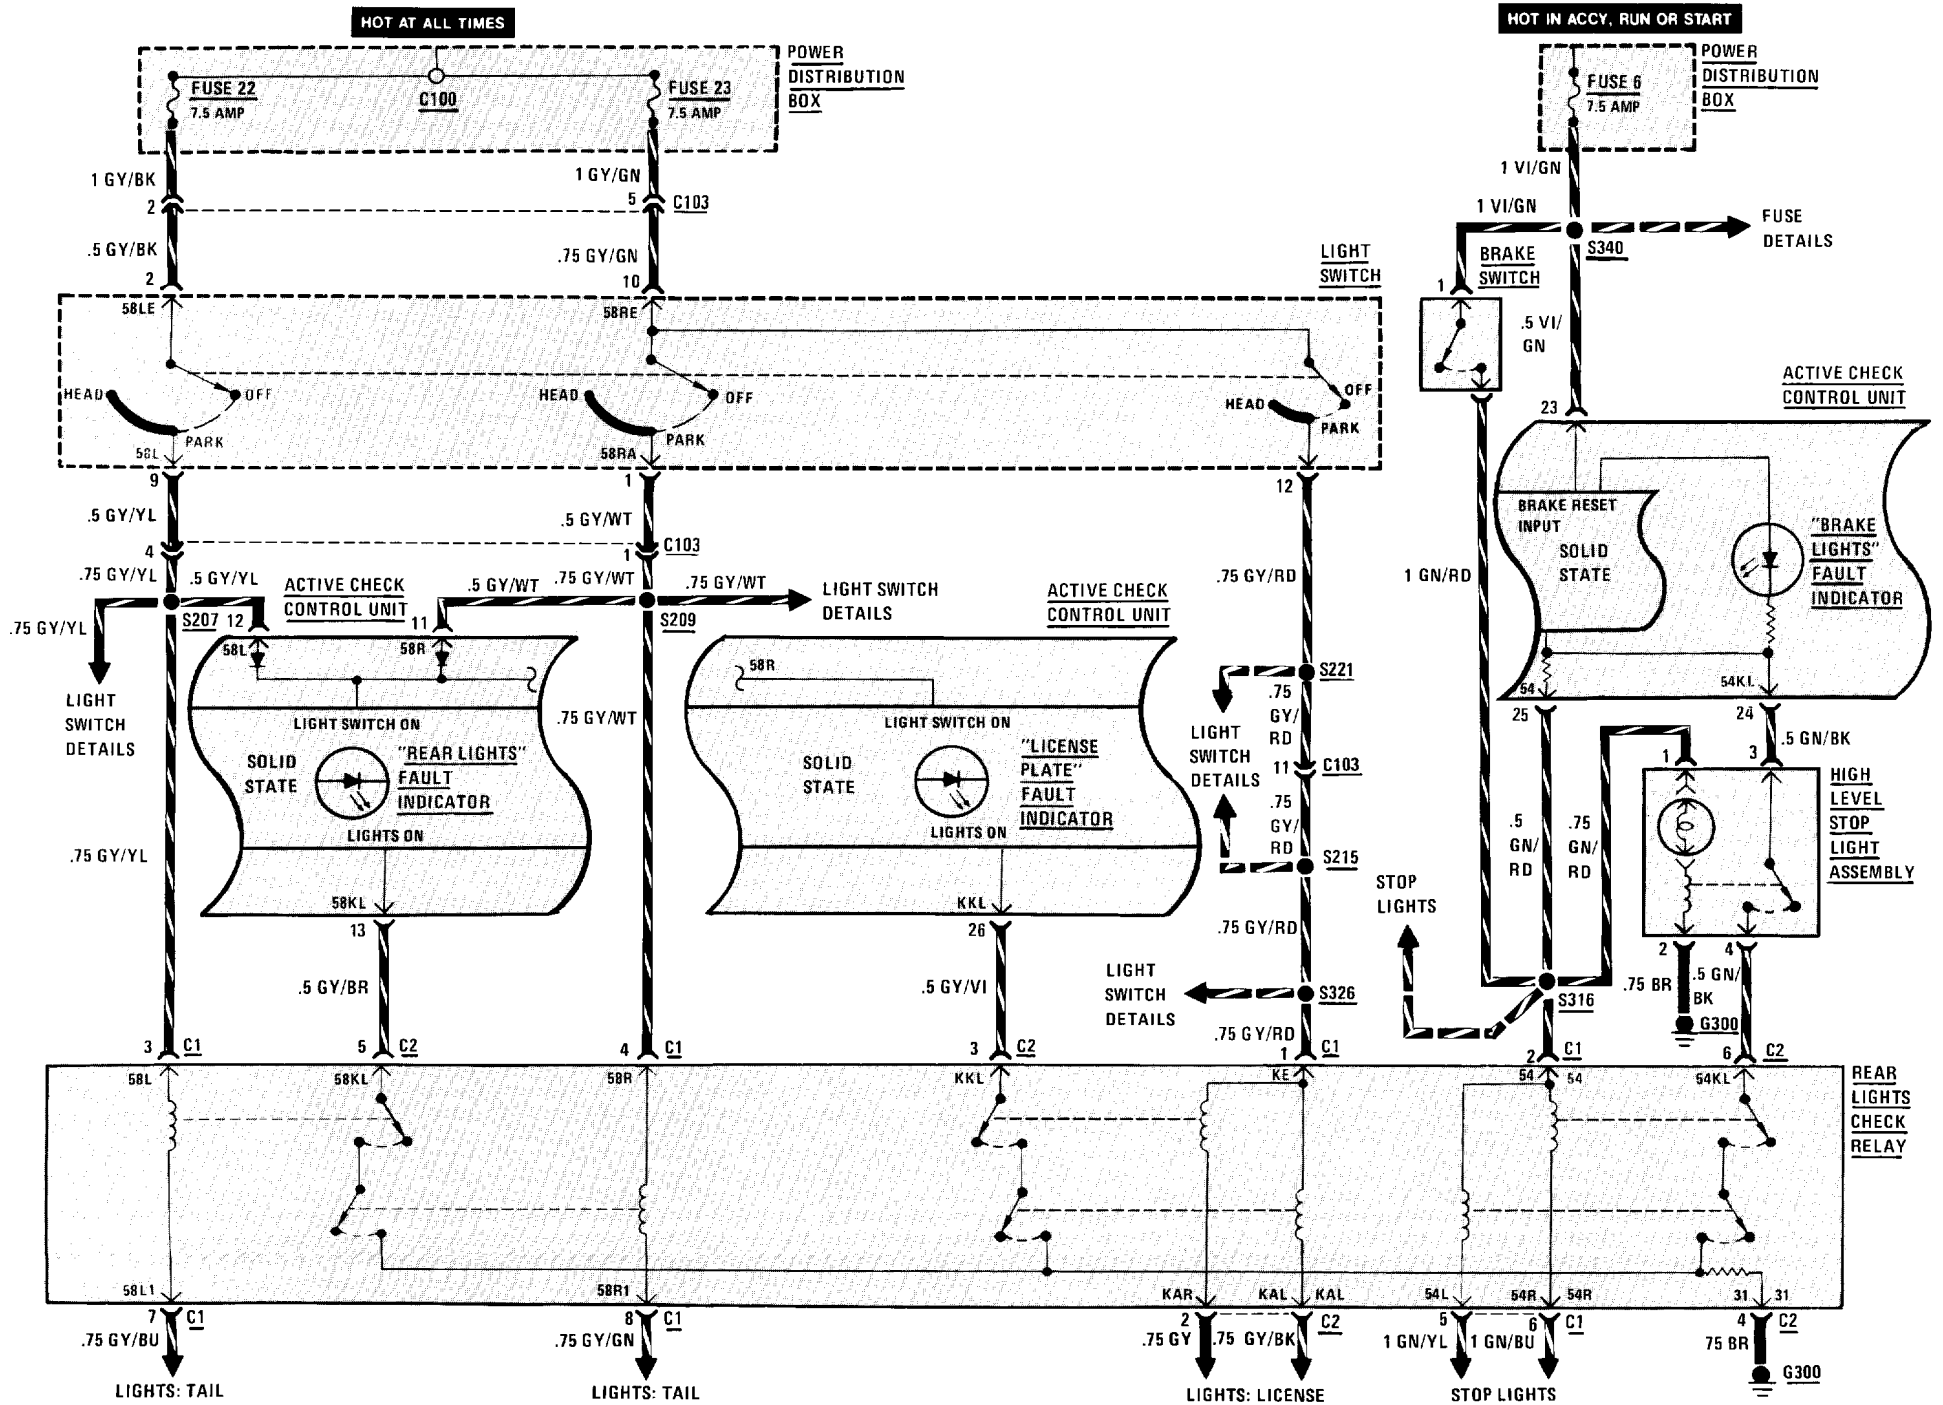 HOT AT ALL TIMES
HOT IN ACCY, RUN OR START
POWER
DISTRIBUTION
BOX
FUSE 22
7.5 AMP
C100
FUSE 23
7.5 AMP
POWER
DISTRIBUTION
BOX
FUSE 6
7.5 AMP
1 GY/BK
1 GY/GN
1 VI/GN
2
5
C103
1 VI/GN
FUSE
DETAILS
S340
.5 GY/BK
.75 GY/GN
LIGHT
SWITCH
BRAKE
SWITCH
2
10
1
58LE
58RE
.5 VI/
GN
HEAD
OFF
PARK
58L
HEAD
OFF
PARK
58RA
HEAD
OFF
PARK
ACTIVE CHECK
CONTROL UNIT
23
9
1
12
.5 GY/YL
.5 GY/WT
BRAKE RESET
INPUT
SOLID
STATE
"BRAKE
LIGHTS"
FAULT
INDICATOR
4
1
C103
.75 GY/YL
.5 GY/YL
ACTIVE CHECK
CONTROL UNIT
.5 GY/WT
.75 GY/WT
.75 GY/WT
LIGHT SWITCH
DETAILS
ACTIVE CHECK
CONTROL UNIT
.75 GY/RD
1 GN/RD
.75 GY/YL
S207
12
11
S209
58L
58R
58R
S221
54
54KL
LIGHT
SWITCH
DETAILS
LIGHT SWITCH ON
.75 GY/WT
LIGHT SWITCH ON
.75
GY/
RD
25
24
SOLID
STATE
"REAR LIGHTS"
FAULT
INDICATOR
LIGHTS ON
SOLID
STATE
"LICENSE
PLATE"
FAULT
INDICATOR
LIGHTS ON
LIGHT
SWITCH
DETAILS
11
C103
.75
GY/
RD
1
3
.5 GN/BK
HIGH
LEVEL
STOP
LIGHT
ASSEMBLY
.75 GY/YL
S215
.5
GN/
RD
.75
GN/
RD
STOP
LIGHTS
58KL
KKL
13
26
.75 GY/RD
2
4
.5 GY/BR
.5 GY/VI
LIGHT
SWITCH
DETAILS
S326
S316
.75 BR
.5 GN/
BK
G300
.75 GY/RD
3
C1
5
C2
4
C1
3
C2
1
C1
2
C1
6
C2
58L
58KL
58R
KKL
KE
54
54
54KL
REAR
LIGHTS
CHECK
RELAY
58L1
58R1
KAR
KAL
KAL
54L
54R
54R
31
31
7
C1
8
C1
2
C2
5
6
C1
4
C2
.75 GY/BU
.75 GY/GN
.75 GY
.75 GY/BK
1 GN/YL
1 GN/BU
75 BR
G300
LIGHTS: TAIL
LIGHTS: TAIL
LIGHTS: LICENSE
STOP LIGHTS